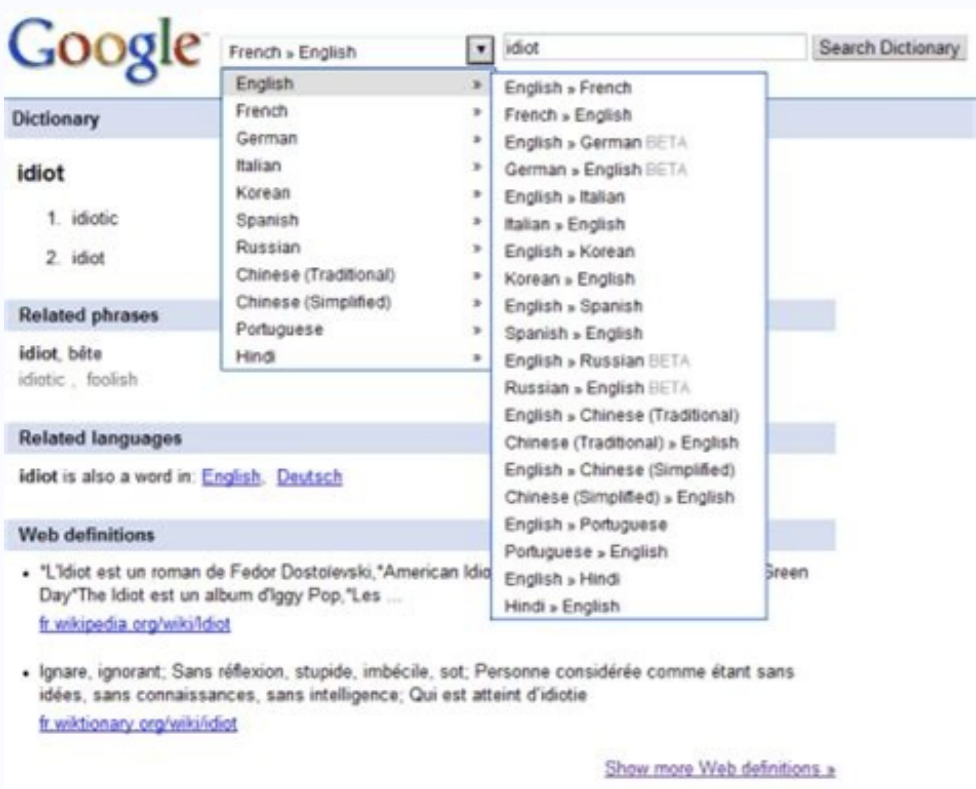 Google
French » English
idiot
Search Dictionary
English »
French »
German »
Italian »
Korean »
Spanish »
Russian »
Chinese (Traditional) »
Chinese (Simplified) »
Portuguese »
Hindi »
English » French
French » English
English » German BETA
German » English BETA
English » Italian
Italian » English
English » Korean
Korean » English
English » Spanish
Spanish » English
English » Russian BETA
Russian » English BETA
English » Chinese (Traditional)
Chinese (Traditional) » English
English » Chinese (Simplified)
Chinese (Simplified) » English
English » Portuguese
Portuguese » English
English » Hindi
Hindi » English
Dictionary
idiot
1. idiotic
2. idiot
Related phrases
idiot, bête
idiotic , foolish
Related languages
idiot is also a word in: English, Deutsch
Web definitions
• *L'Idiot est un roman de Fedor Dostoïevski,*American Idio Green
Day*The Idiot est un album d'Iggy Pop,*Les ...
fr.wikipedia.org/wiki/Idiot
• Ignare, ignorant; Sans réflexion, stupide, imbécile, sot; Personne considérée comme étant sans
idées, sans connaissances, sans intelligence; Qui est atteint d'idiotie
fr.wiktionary.org/wiki/idiot
Show more Web definitions »